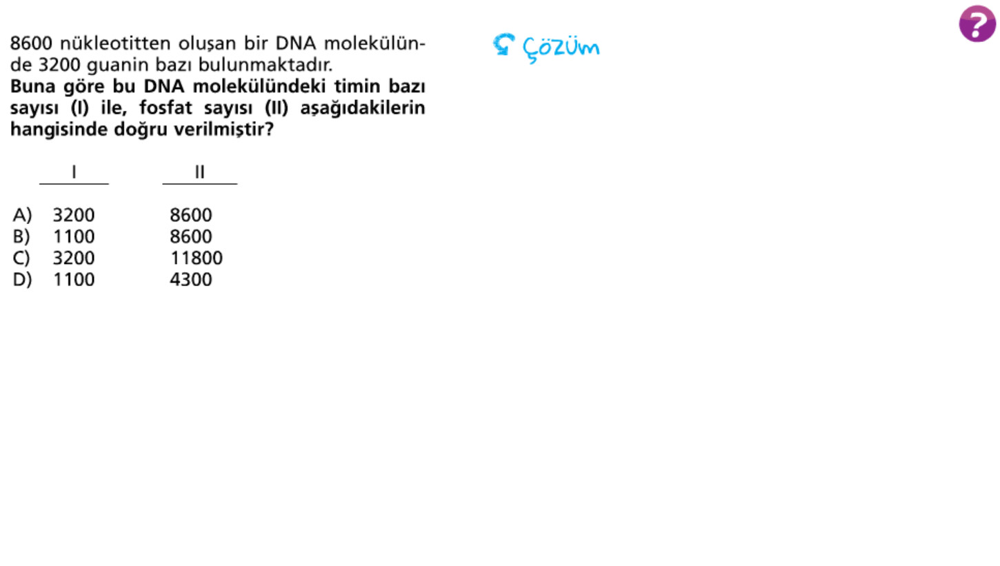 8600 nükleotitten oluşan bir DNA molekülün-
de 3200 guanin bazı bulunmaktadır.
Buna göre bu DNA molekülündeki timin bazı
sayısı (I) ile, fosfat sayısı (II) aşağıdakilerin
hangisinde doğru verilmiştir?
I II
A) 3200 8600
B) 1100 8600
C) 3200 11800
D) 1100 4300
Çözüm
?